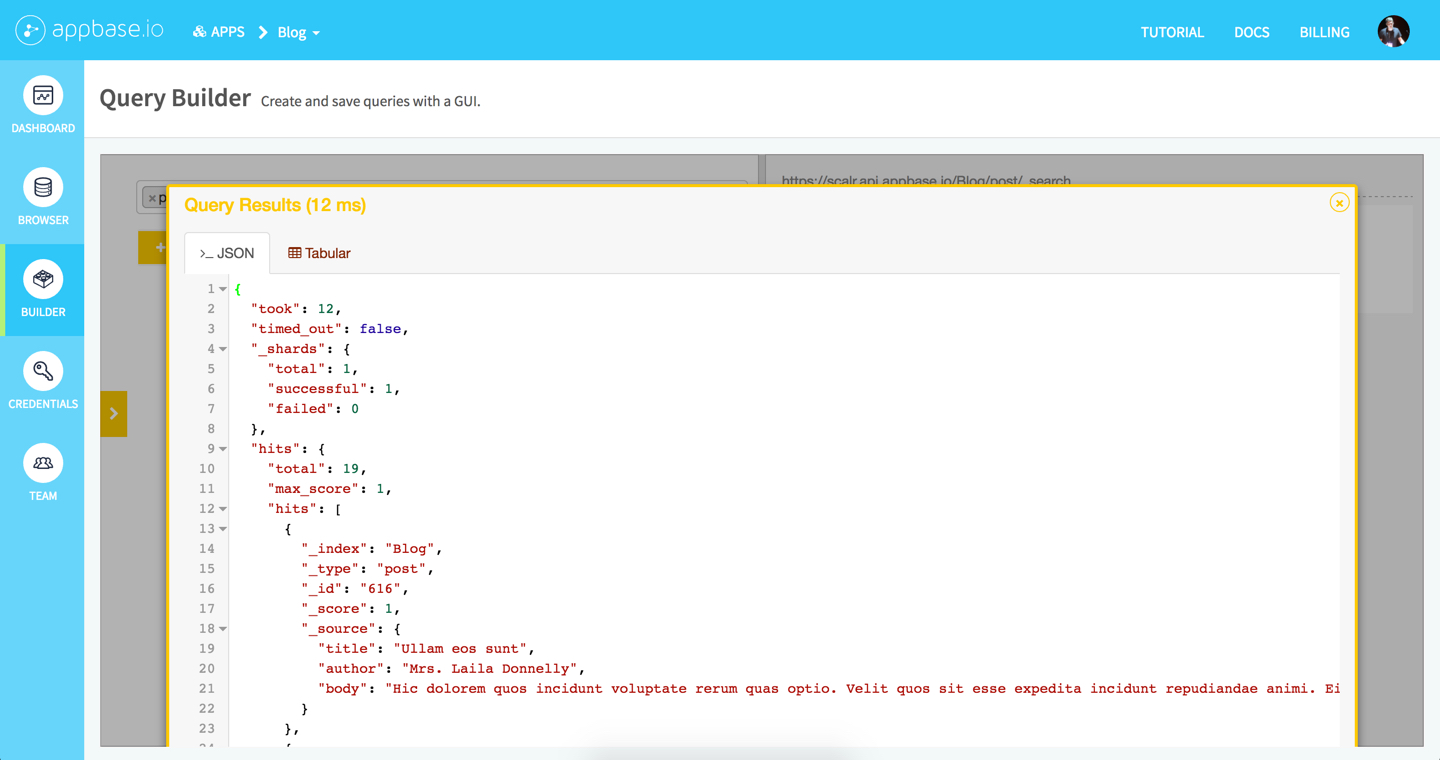 appbase.io APPS Blog TUTORIAL DOCS BILLING
DASHBOARD
BROWSER
BUILDER
CREDENTIALS
TEAM
Query Builder Create and save queries with a GUI.
https://scalr.api.appbase.io/Blog/post/_search
×p
+
Query Results (12 ms)
>_ JSON Tabular
1 {
2 "took": 12,
3 "timed_out": false,
4 "_shards": {
5 "total": 1,
6 "successful": 1,
7 "failed": 0
8 },
9 "hits": {
10 "total": 19,
11 "max_score": 1,
12 "hits": [
13 {
14 "_index": "Blog",
15 "_type": "post",
16 "_id": "616",
17 "_score": 1,
18 "_source": {
19 "title": "Ullam eos sunt",
20 "author": "Mrs. Laila Donnelly",
21 "body": "Hic dolorem quos incidunt voluptate rerum quas optio. Velit quos sit esse expedita incidunt repudiandae animi. Ei
22 }
23 },